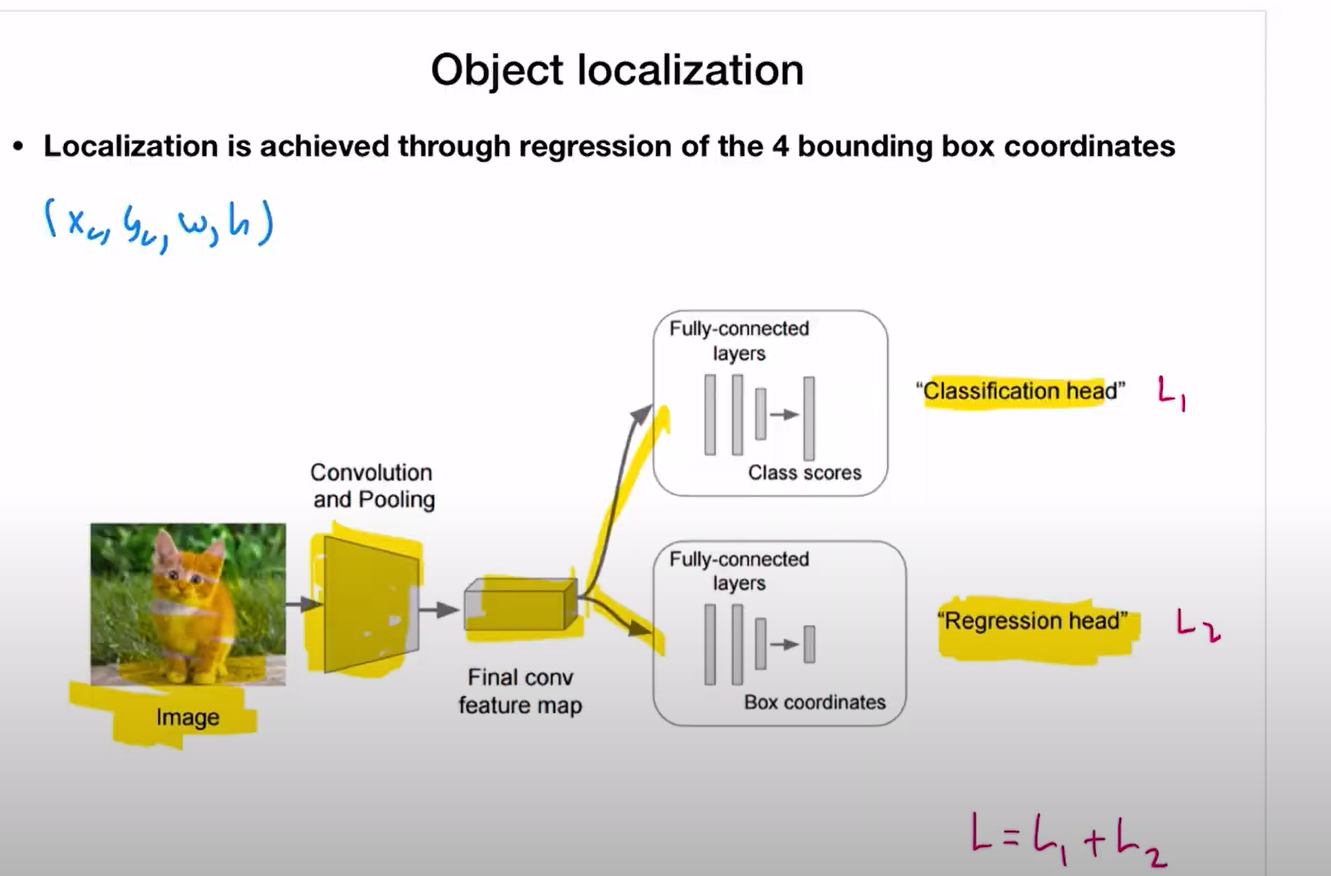 Object localization
• Localization is achieved through regression of the 4 bounding box coordinates
(xc, yc, w, h)
Fully-connected
layers
Class scores
“Classification head” L1
Convolution
and Pooling
Image
Final conv
feature map
Fully-connected
layers
Box coordinates
“Regression head” L2
L = L1 + L2